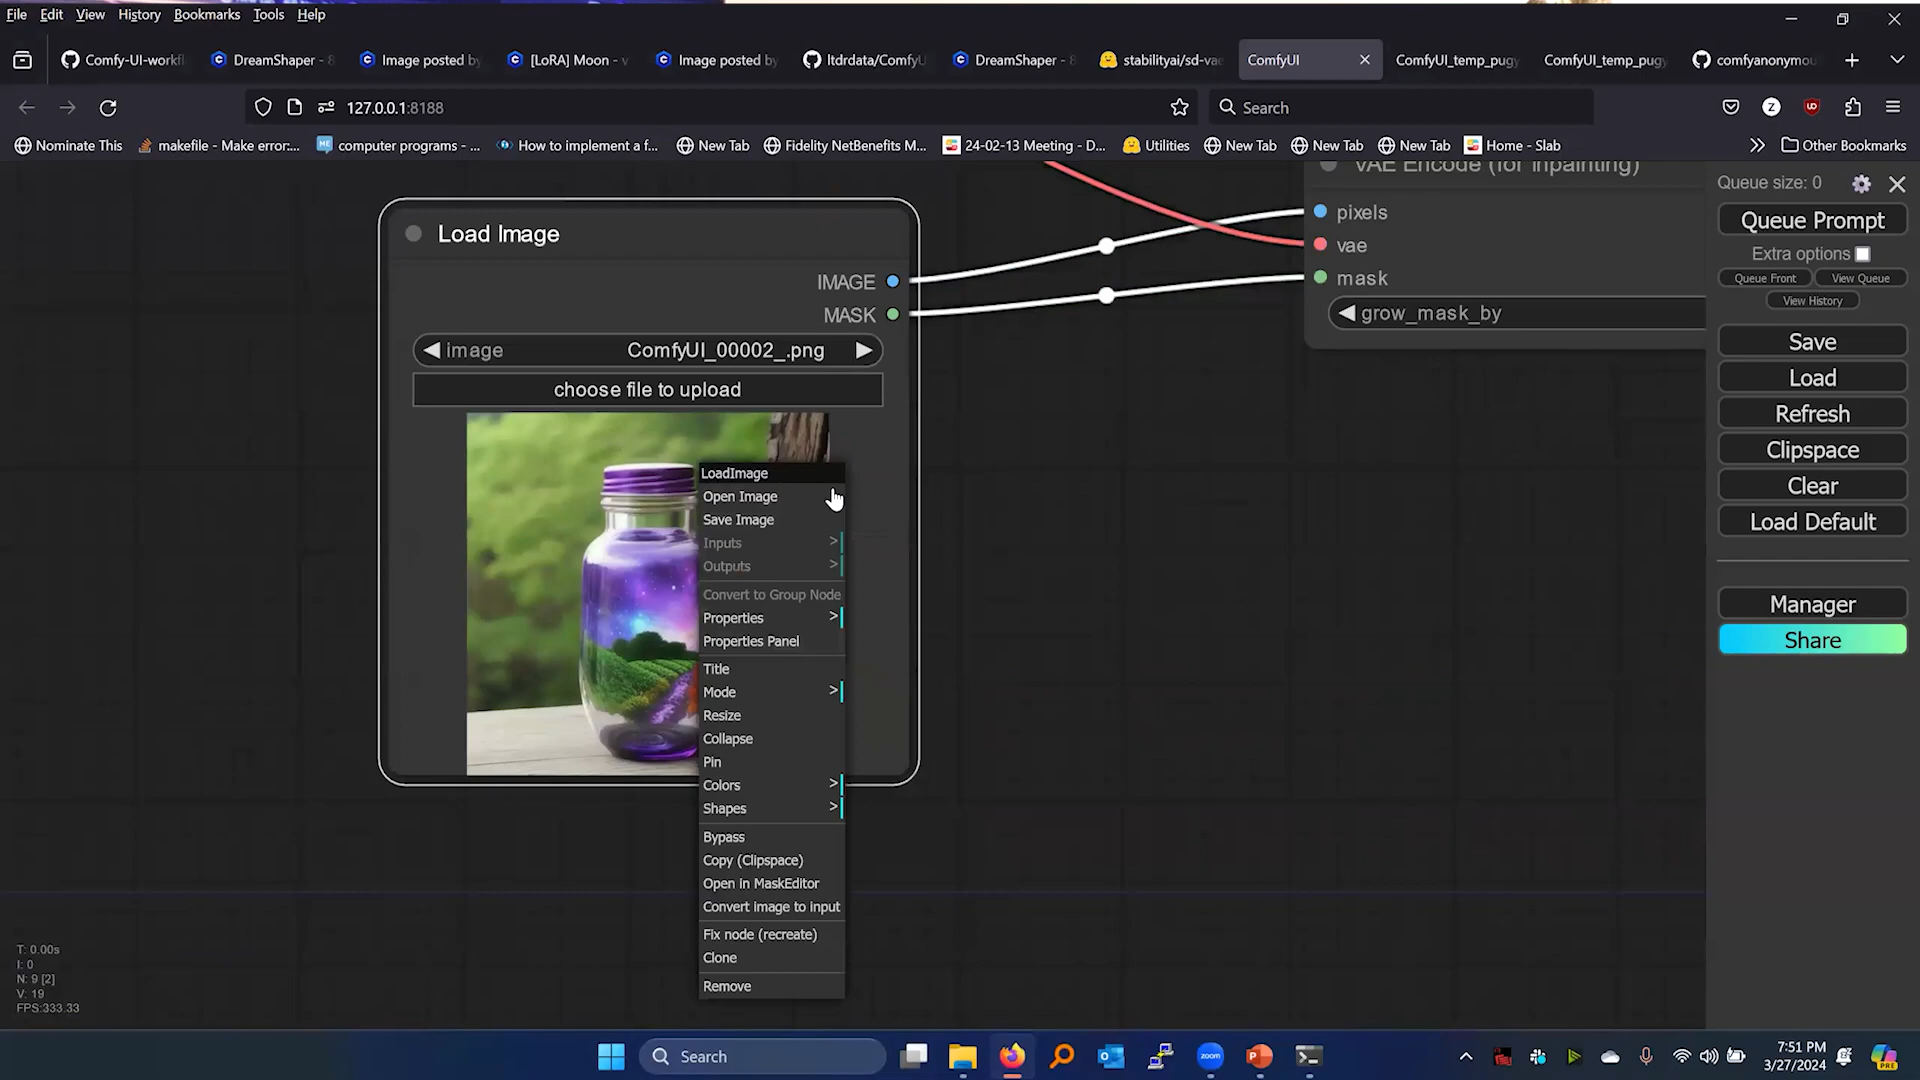 File Edit View History Bookmarks Tools Help
Comfy-UI-workfl DreamShaper - 8 Image posted by [LoRA] Moon - v Image posted by ltdrdata/ComfyU DreamShaper - 8 stabilityai/sd-vae ComfyUI ComfyUI_temp_pugy ComfyUI_temp_pugy comfyanonymou
127.0.0.1:8188 Search
Nominate This makefile - Make error:... computer programs - ... How to implement a f... New Tab Fidelity NetBenefits M... 24-02-13 Meeting - D... Utilities New Tab New Tab New Tab Home - Slab Other Bookmarks
VAE Encode (for inpainting)
pixels
vae
mask
grow_mask_by
Load Image
IMAGE
MASK
image ComfyUI_00002_.png
choose file to upload
LoadImage
Open Image
Save Image
Inputs >
Outputs >
Convert to Group Node
Properties >
Properties Panel
Title
Mode >
Resize
Collapse
Pin
Colors >
Shapes >
Bypass
Copy (Clipspace)
Open in MaskEditor
Convert image to input
Fix node (recreate)
Clone
Remove
Queue size: 0
Queue Prompt
Extra options
Queue Front View Queue
View History
Save
Load
Refresh
Clipspace
Clear
Load Default
Manager
Share
T: 0.00s
I: 0
N: 9 [2]
V: 19
FPS:333.33
Search
zoom
7:51 PM
3/27/2024
PRE